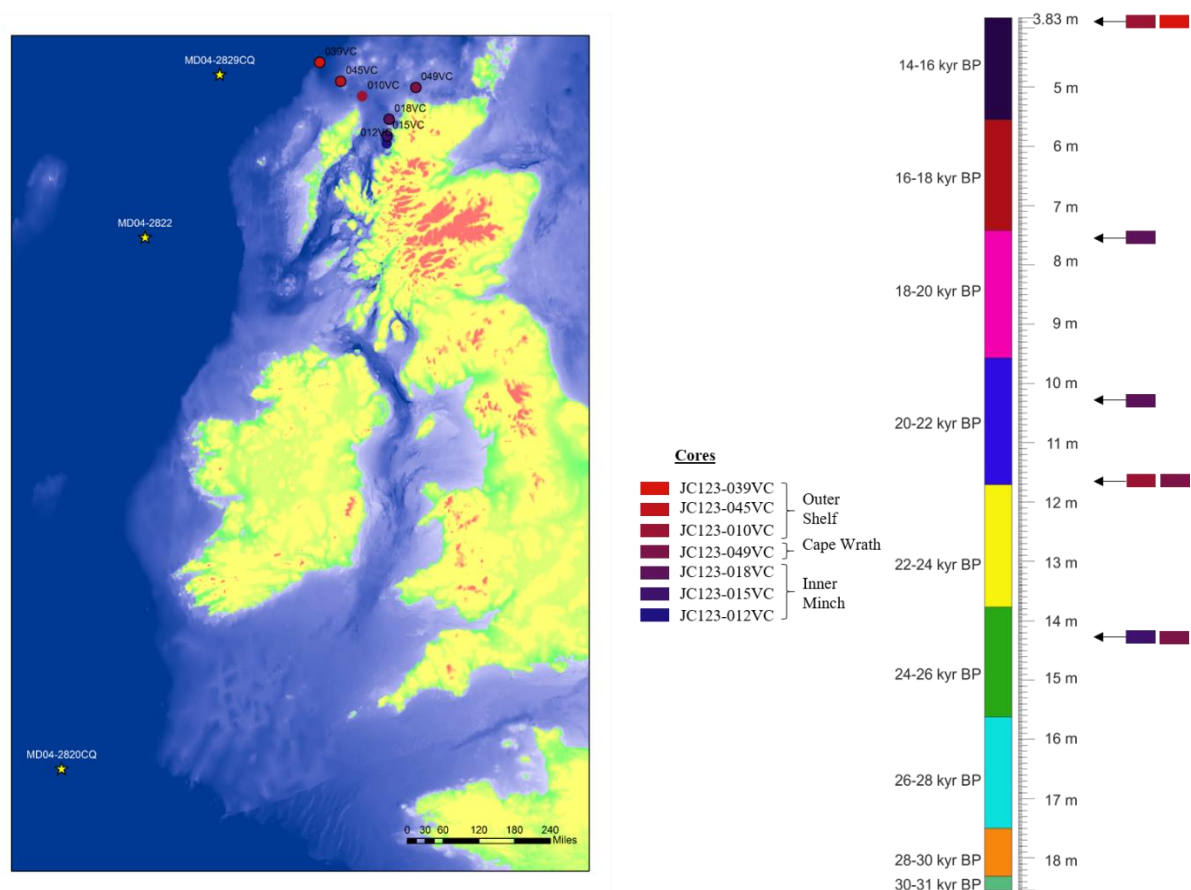 MD04-2829CQ
039VC
045VC
010VC
049VC
018VC
015VC
012VC
MD04-2822
MD04-2820CQ
0 30 60 120 180 240
Miles
Cores
JC123-039VC
JC123-045VC
JC123-010VC
JC123-049VC
JC123-018VC
JC123-015VC
JC123-012VC
Outer
Shelf
Cape Wrath
Inner
Minch
14-16 kyr BP
16-18 kyr BP
18-20 kyr BP
20-22 kyr BP
22-24 kyr BP
24-26 kyr BP
26-28 kyr BP
28-30 kyr BP
30-31 kyr BP
3.83 m
5 m
6 m
7 m
8 m
9 m
10 m
11 m
12 m
13 m
14 m
15 m
16 m
17 m
18 m